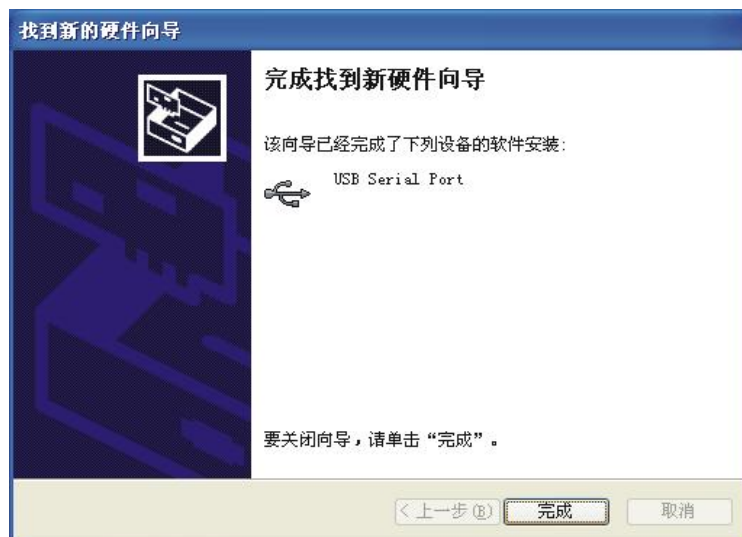 找到新的硬件向导
完成找到新硬件向导
该向导已经完成了下列设备的软件安装:
USB Serial Port
要关闭向导，请单击“完成”。
< 上一步(B)
完成
取消